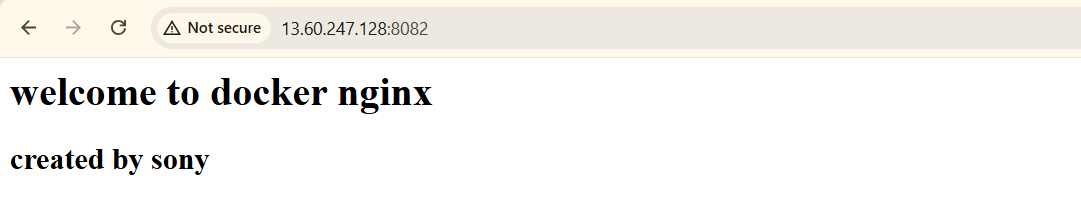 Not secure 13.60.247.128:8082
welcome to docker nginx
created by sony